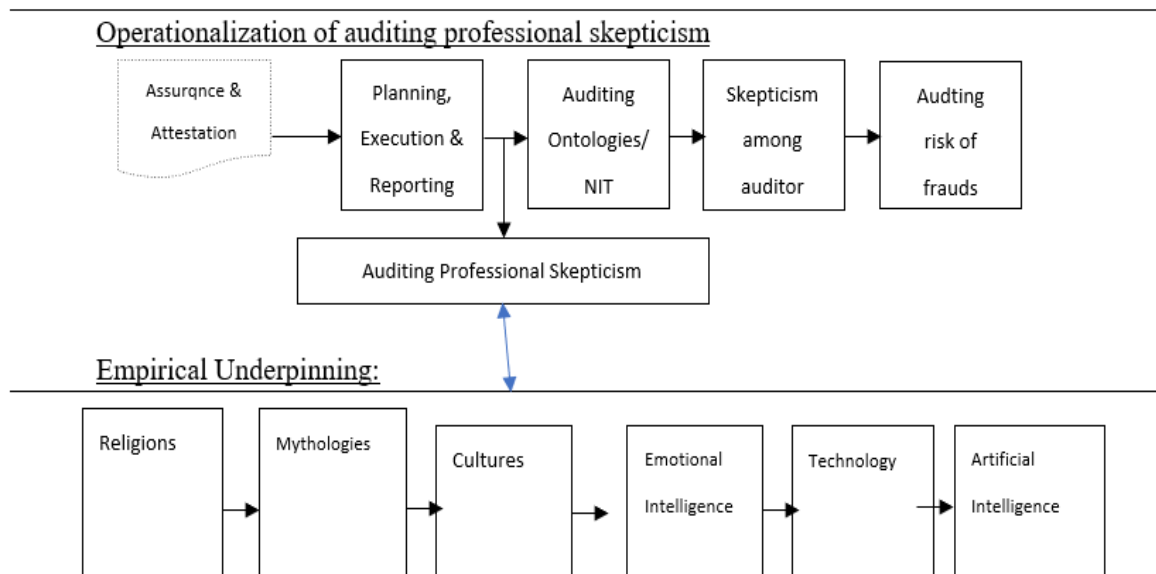 Operationalization of auditing professional skepticism
Assurqnce &
Attestation
Planning,
Execution &
Reporting
Auditing
Ontologies/
NIT
Skepticism
among
auditor
Audting
risk of
frauds
Auditing Professional Skepticism
Empirical Underpinning:
Religions
Mythologies
Cultures
Emotional
Intelligence
Technology
Artificial
Intelligence